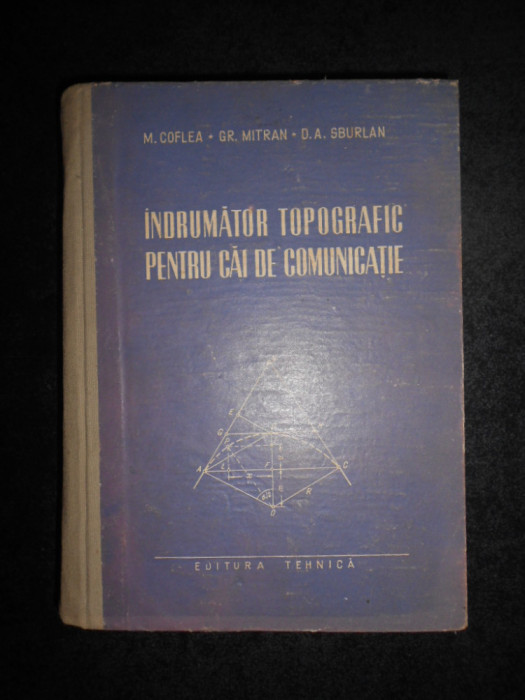 M. COFLEA • GR. MITRAN • D.A. SBURLAN
ÎNDRUMĂTOR TOPOGRAFIC
PENTRU CĂI DE COMUNICAȚIE
E
G
A
C
R
O
EDITURA TEHNICĂ